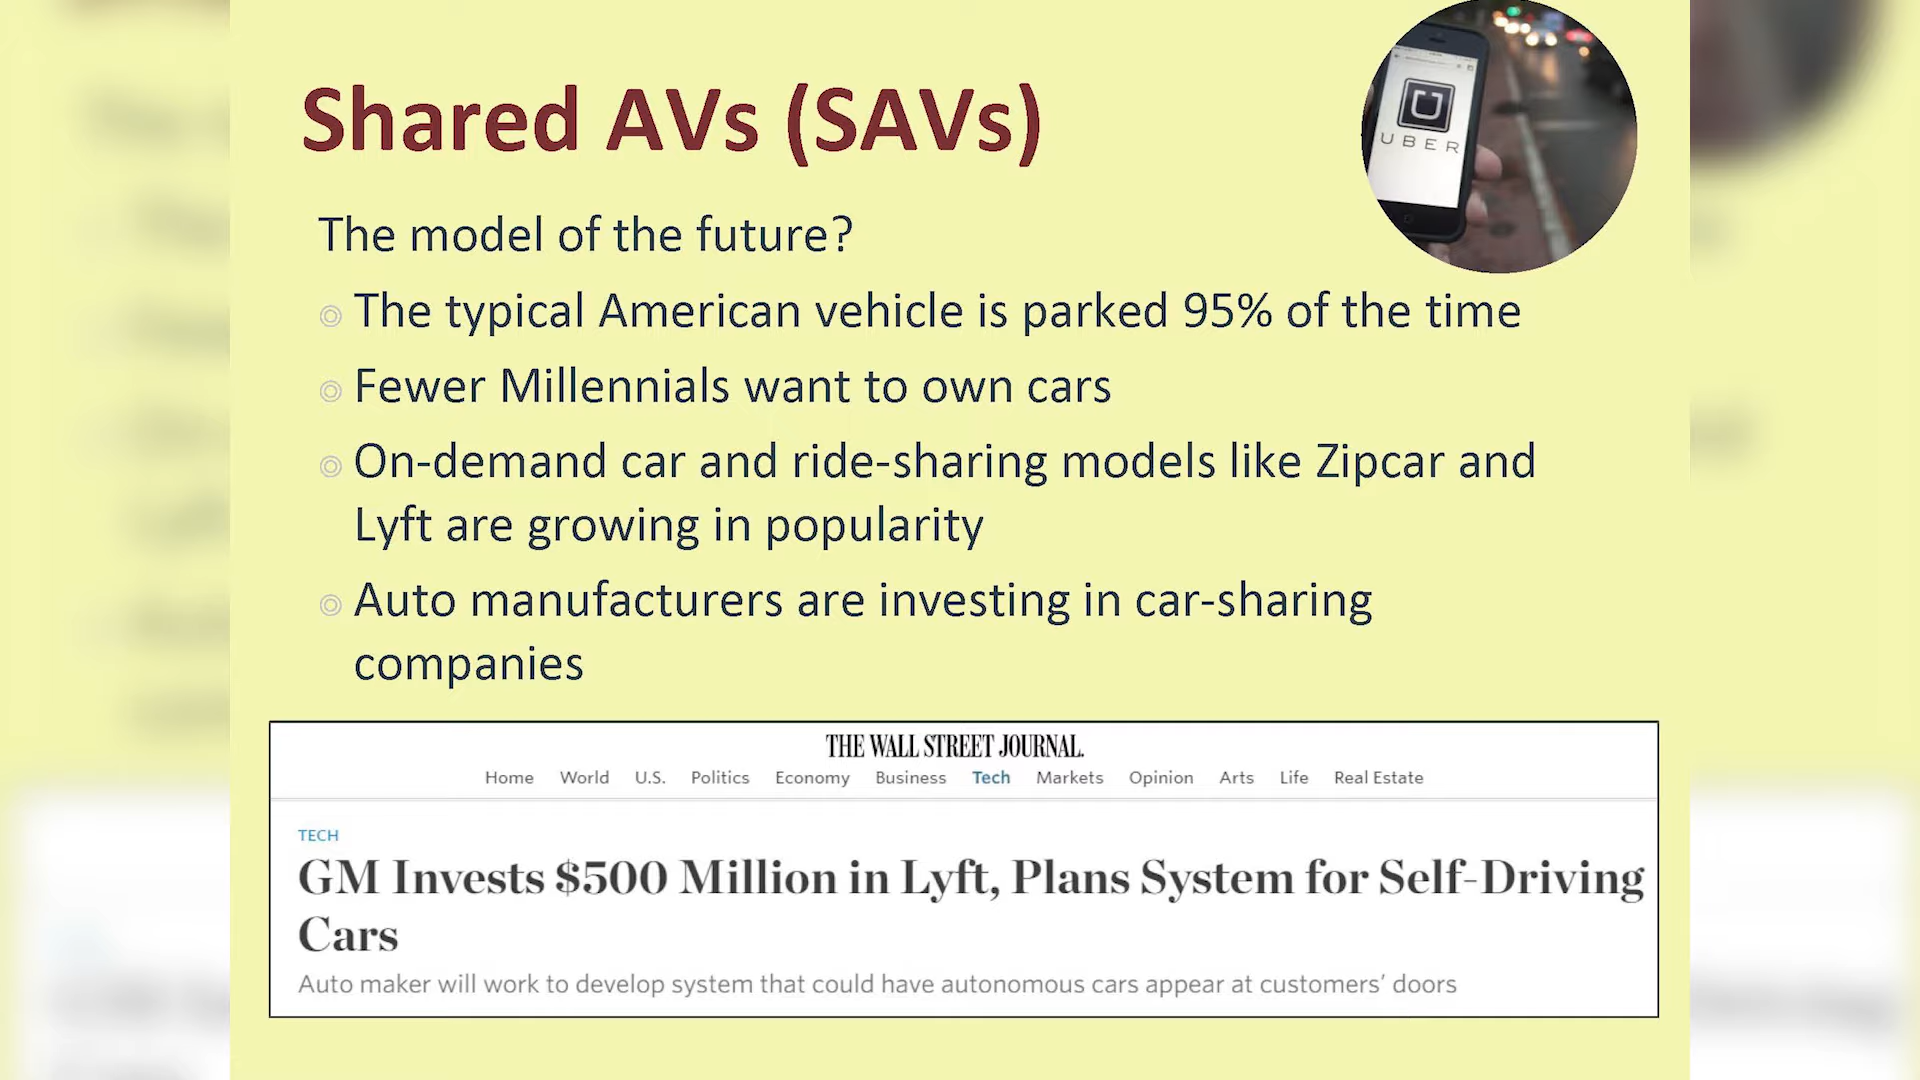 Shared AVs (SAVs)
UBER
The model of the future?
The typical American vehicle is parked 95% of the time
Fewer Millennials want to own cars
On-demand car and ride-sharing models like Zipcar and
Lyft are growing in popularity
Auto manufacturers are investing in car-sharing
companies
THE WALL STREET JOURNAL.
Home World U.S. Politics Economy Business Tech Markets Opinion Arts Life Real Estate
TECH
GM Invests $500 Million in Lyft, Plans System for Self-Driving
Cars
Auto maker will work to develop system that could have autonomous cars appear at customers’ doors